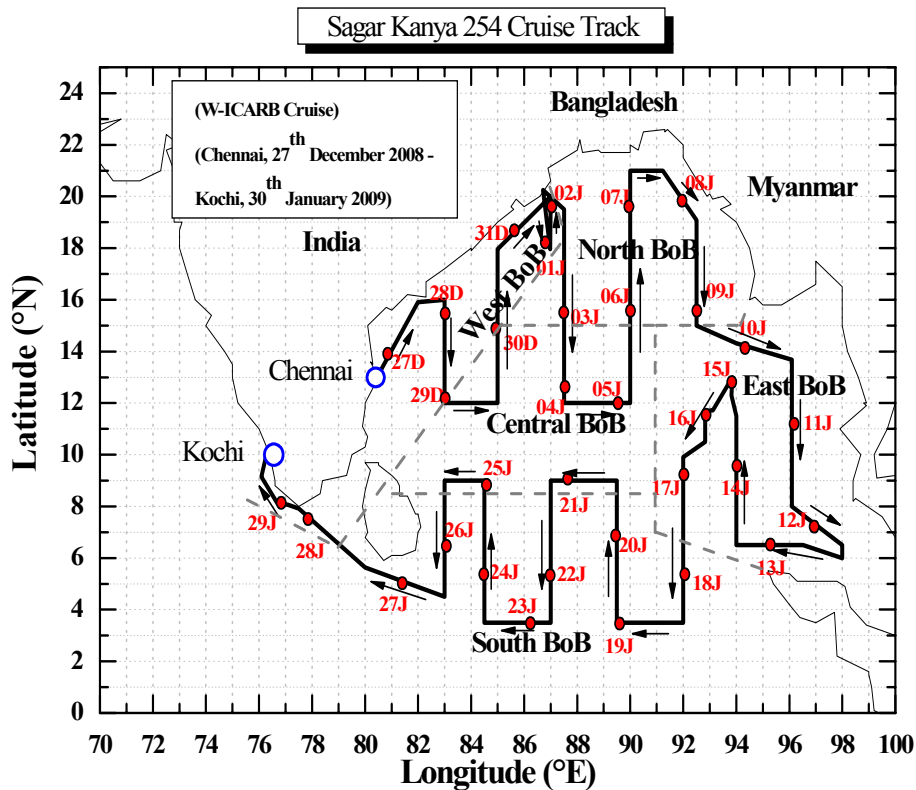 Sagar Kanya 254 Cruise Track
(W-ICARB Cruise)
(Chennai, 27th December 2008 -
Kochi, 30th January 2009)
Bangladesh
Myanmar
India
North BoB
West BoB
Central BoB
East BoB
South BoB
Chennai
Kochi
27D
28D
29D
30D
31D
01J
02J
03J
04J
05J
06J
07J
08J
09J
10J
11J
12J
13J
14J
15J
16J
17J
18J
19J
20J
21J
22J
23J
24J
25J
26J
27J
28J
29J
Latitude (°N)
24
22
20
18
16
14
12
10
8
6
4
2
0
70 72 74 76 78 80 82 84 86 88 90 92 94 96 98 100
Longitude (°E)